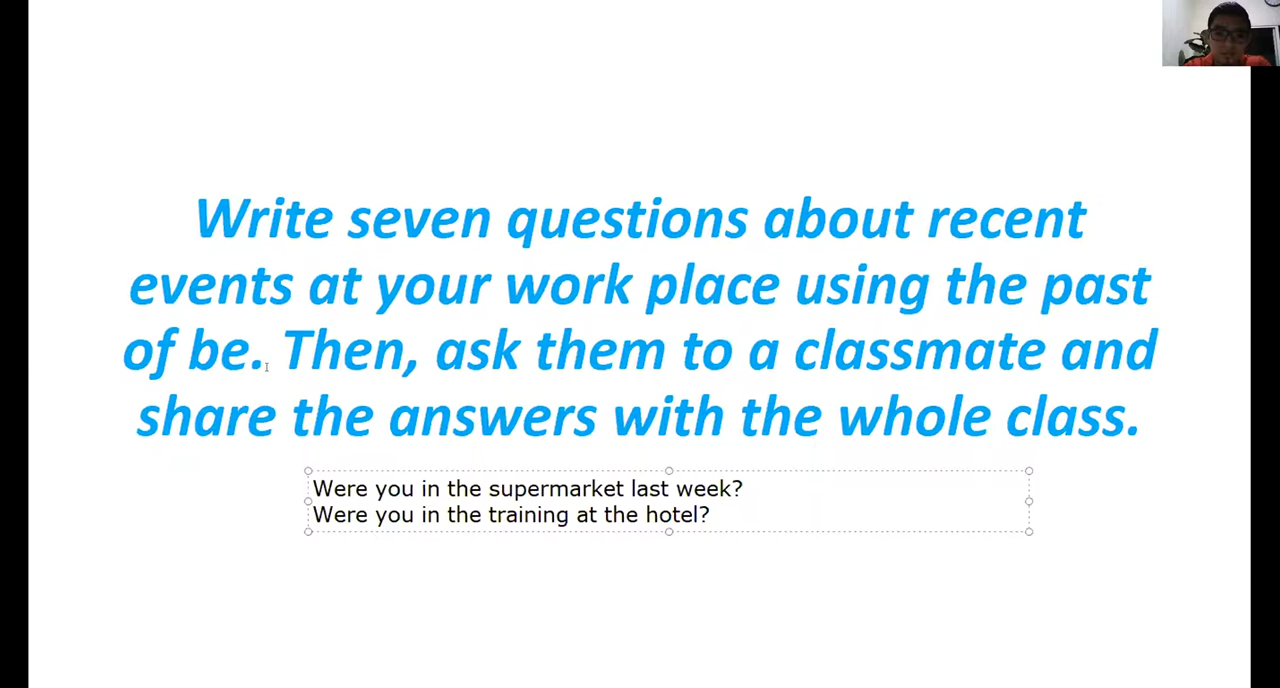 Write seven questions about recent
events at your work place using the past
of be. Then, ask them to a classmate and
share the answers with the whole class.
Were you in the supermarket last week?
Were you in the training at the hotel?